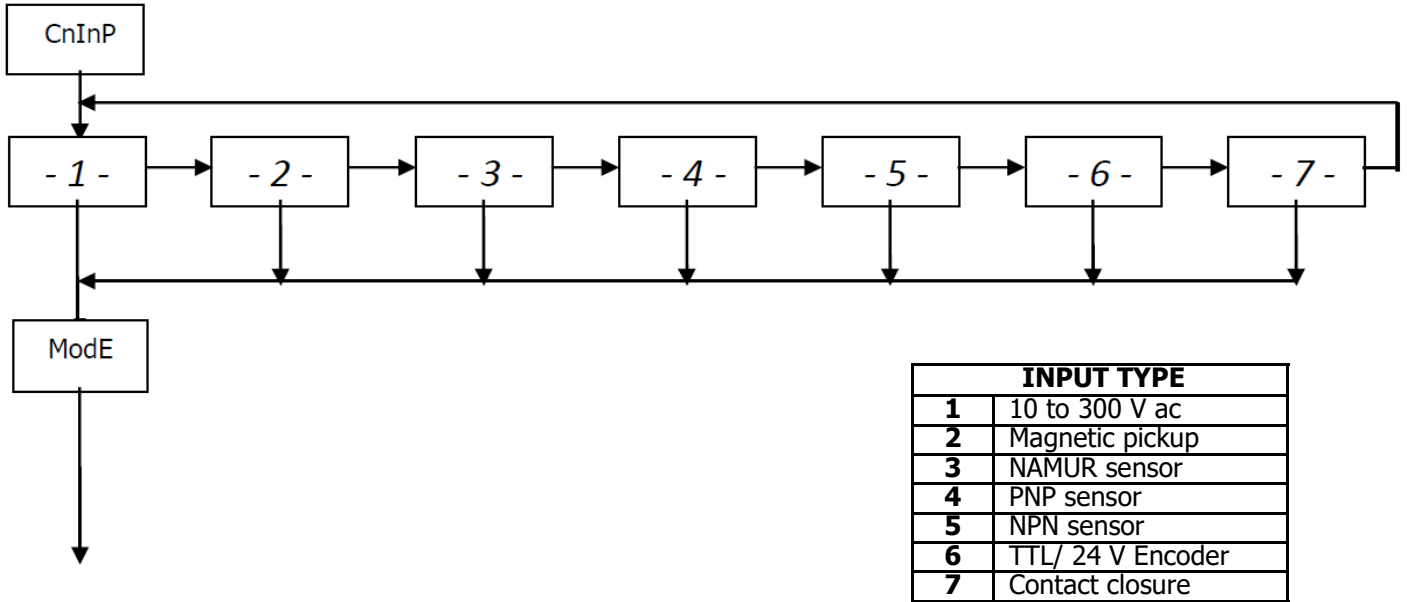 CnInP
- 1 - - 2 - - 3 - - 4 - - 5 - - 6 - - 7 -
ModE
INPUT TYPE
1 10 to 300 V ac
2 Magnetic pickup
3 NAMUR sensor
4 PNP sensor
5 NPN sensor
6 TTL/ 24 V Encoder
7 Contact closure